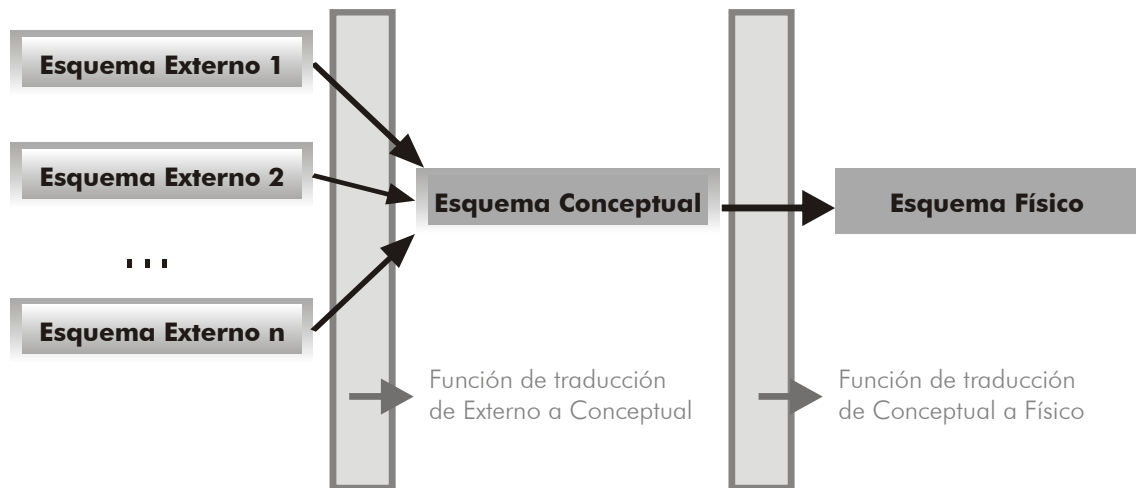 Esquema Externo 1
Esquema Externo 2
...
Esquema Externo n
Esquema Conceptual
Esquema Físico
Función de traducción
de Externo a Conceptual
Función de traducción
de Conceptual a Físico